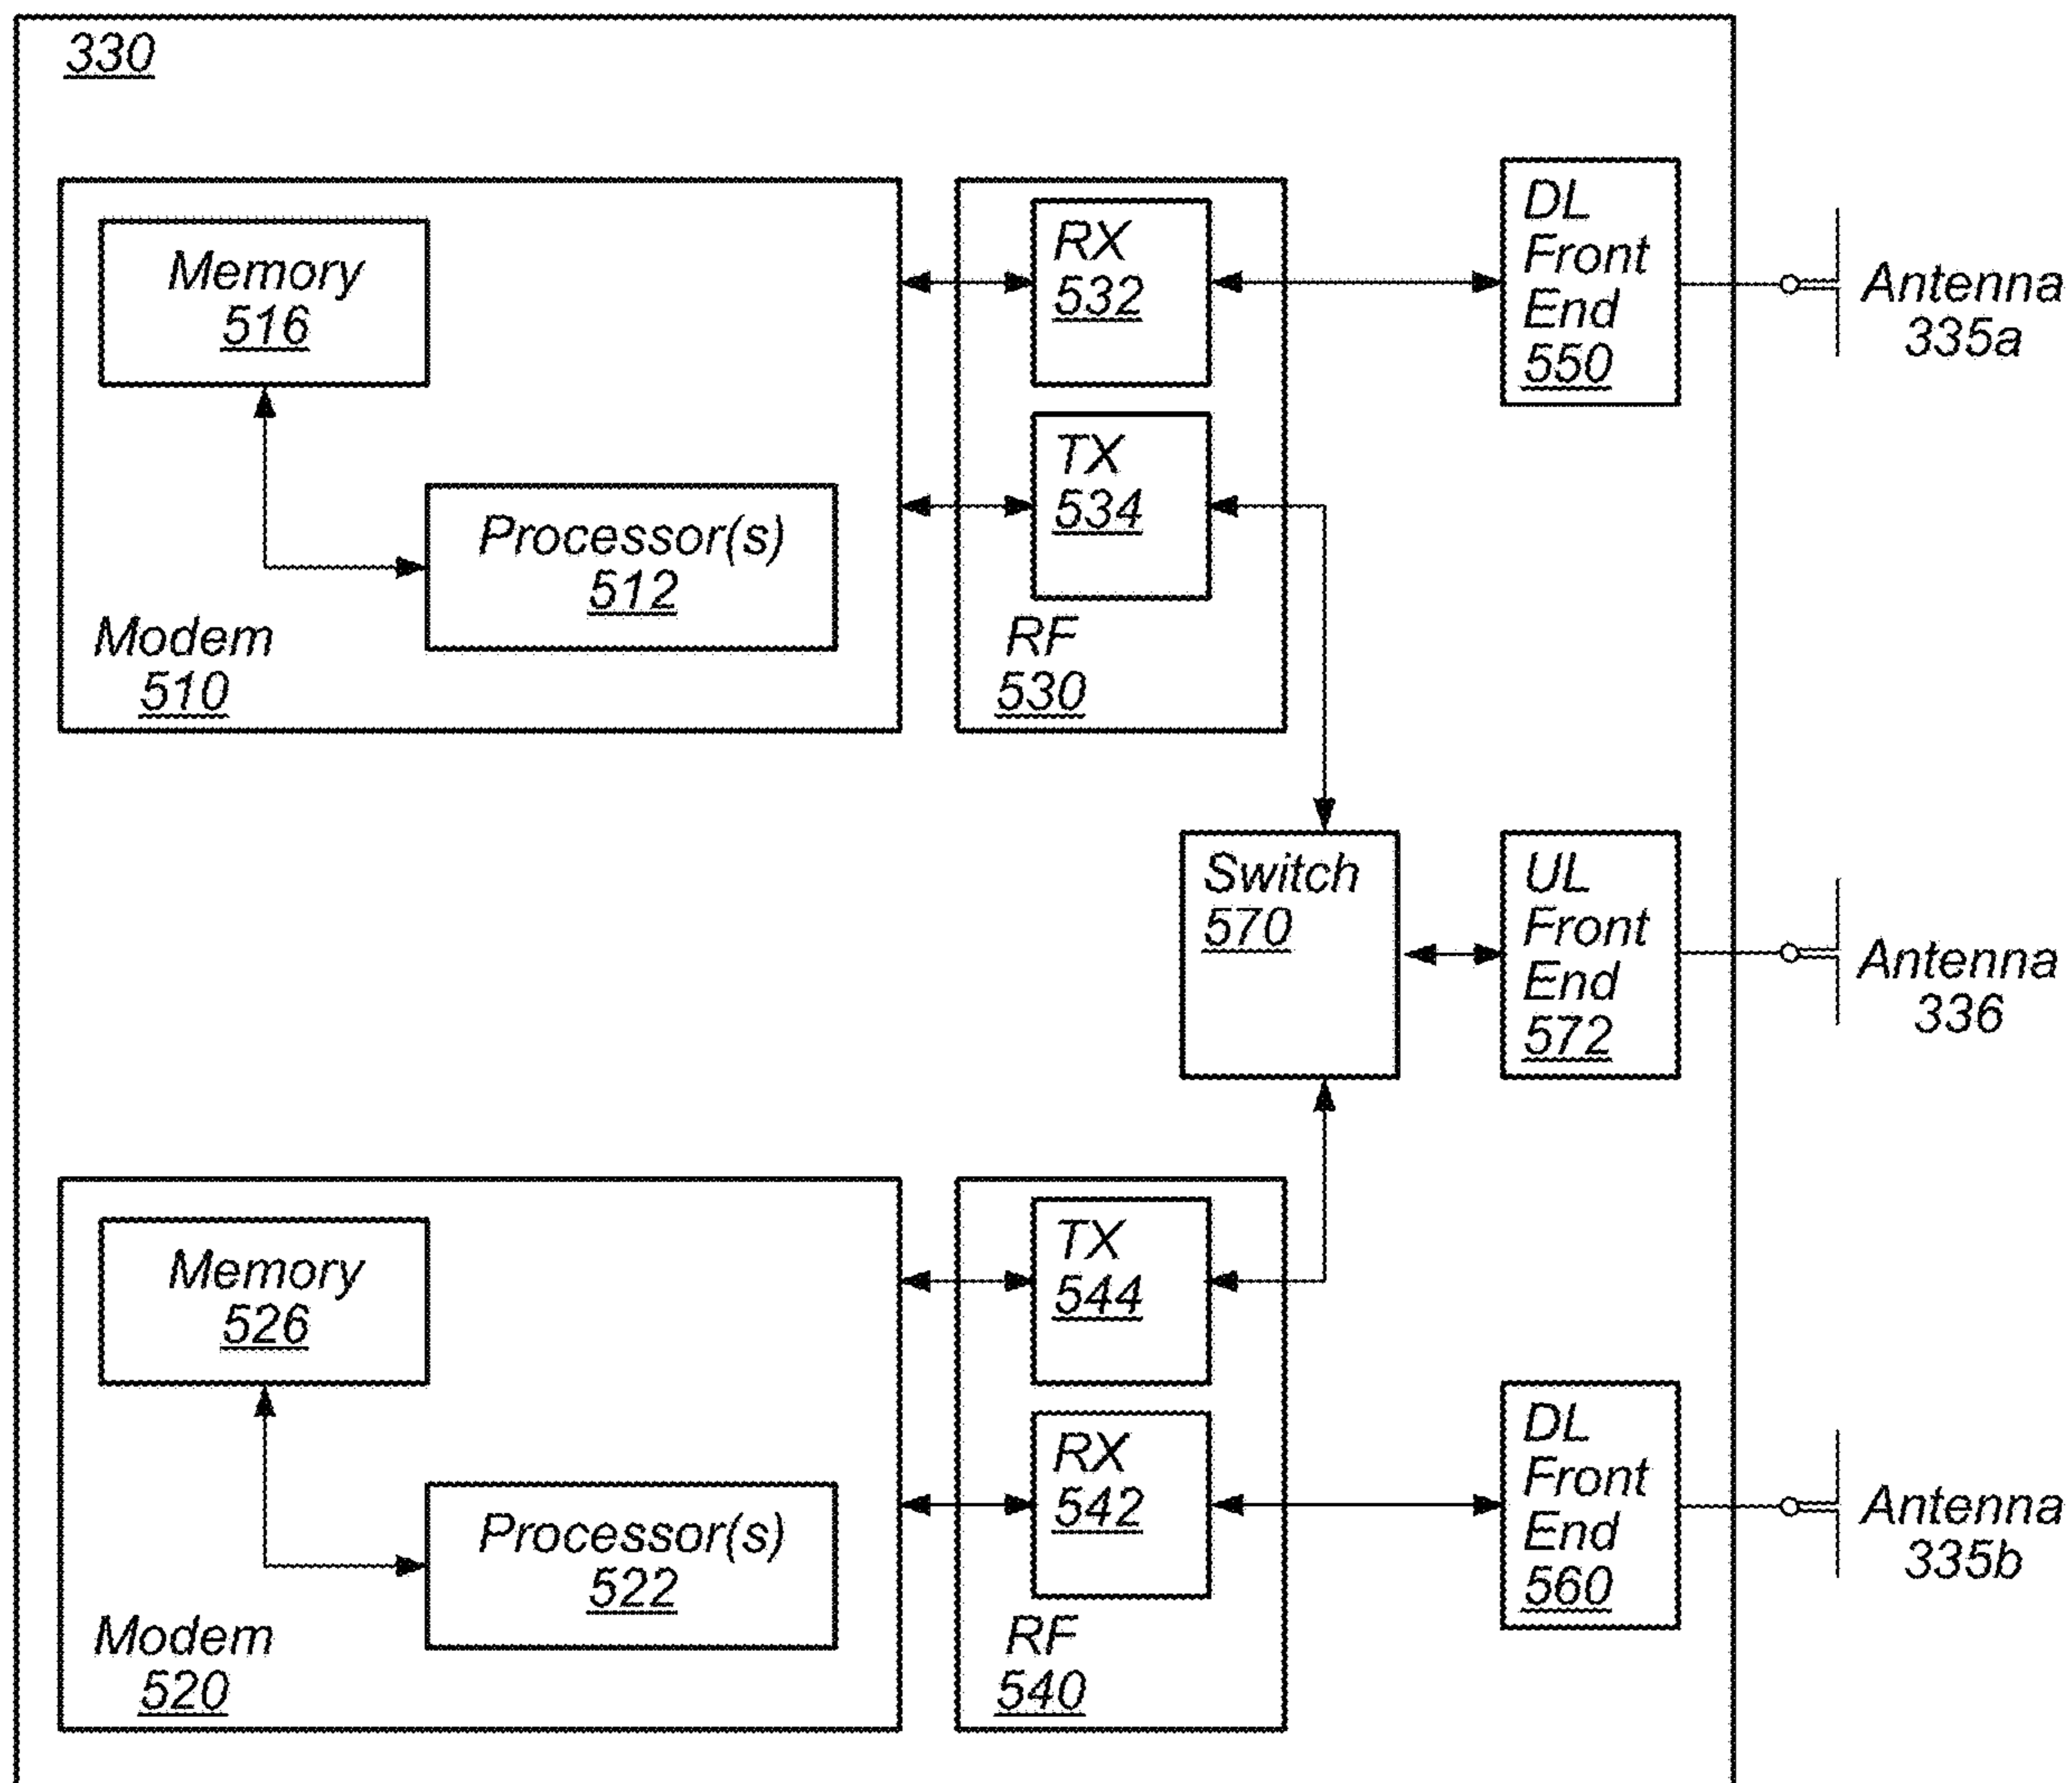 330
Memory
516
Processor(s)
512
Modem
510
RX
532
TX
534
RF
530
DL
Front
End
550
Antenna
335a
Switch
570
UL
Front
End
572
Antenna
336
Memory
526
Processor(s)
522
Modem
520
TX
544
RX
542
RF
540
DL
Front
End
560
Antenna
335b